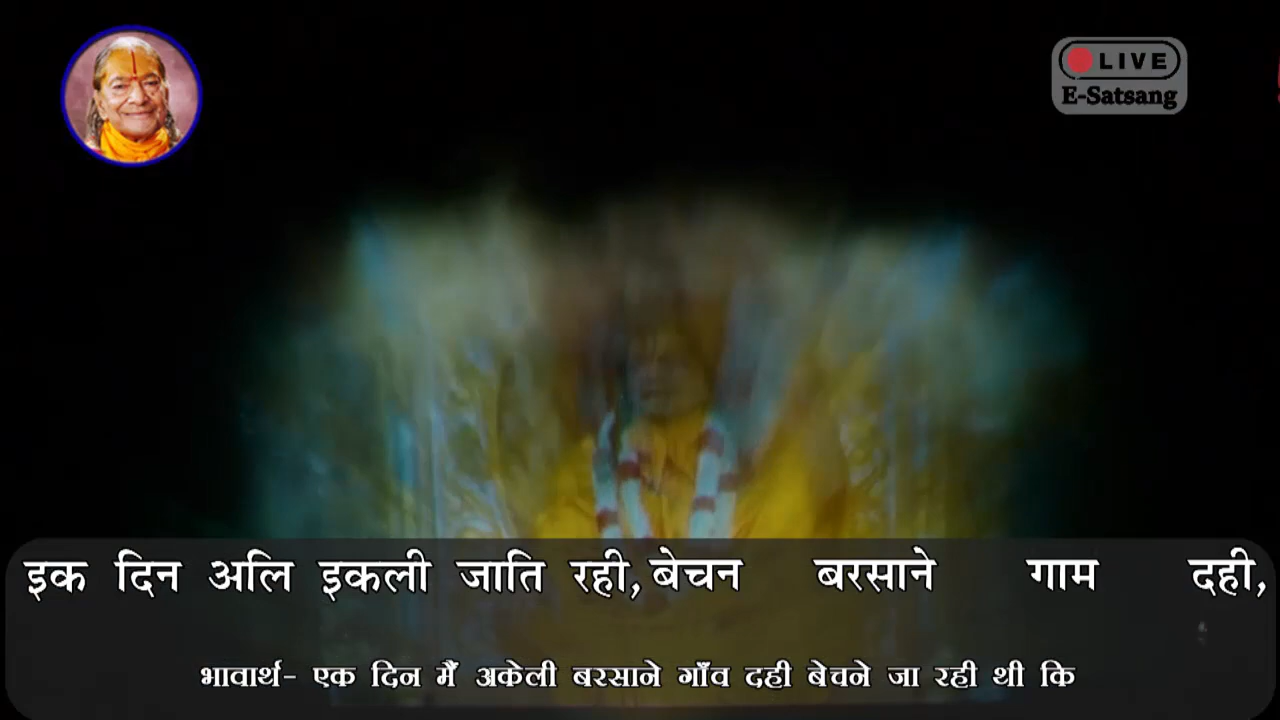 LIVE
E-Satsang
इक दिन अलि इकली जाति रही, बेचन बरसाने गाम दही,
भावार्थ- एक दिन मैं अकेली बरसाने गाँव दही बेचने जा रही थी कि